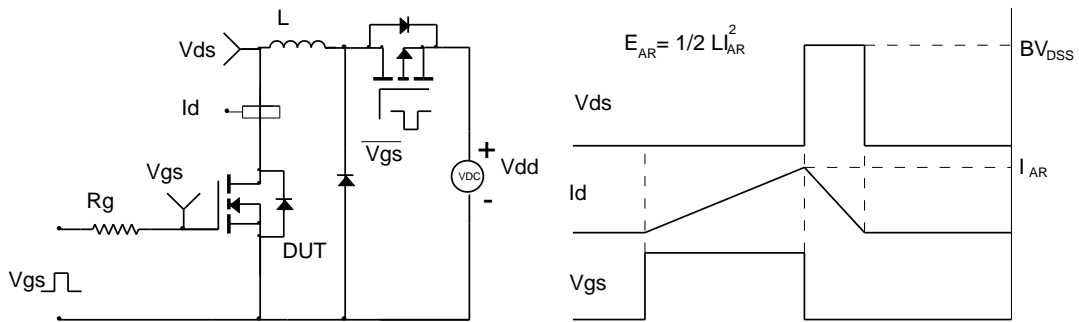 L
Vds
Id
Vgs
Rg
DUT
Vgs
Vgs
VDC
+
Vdd
-
E_AR = 1/2 LI_AR^2
Vds
BV_DSS
Id
I_AR
Vgs